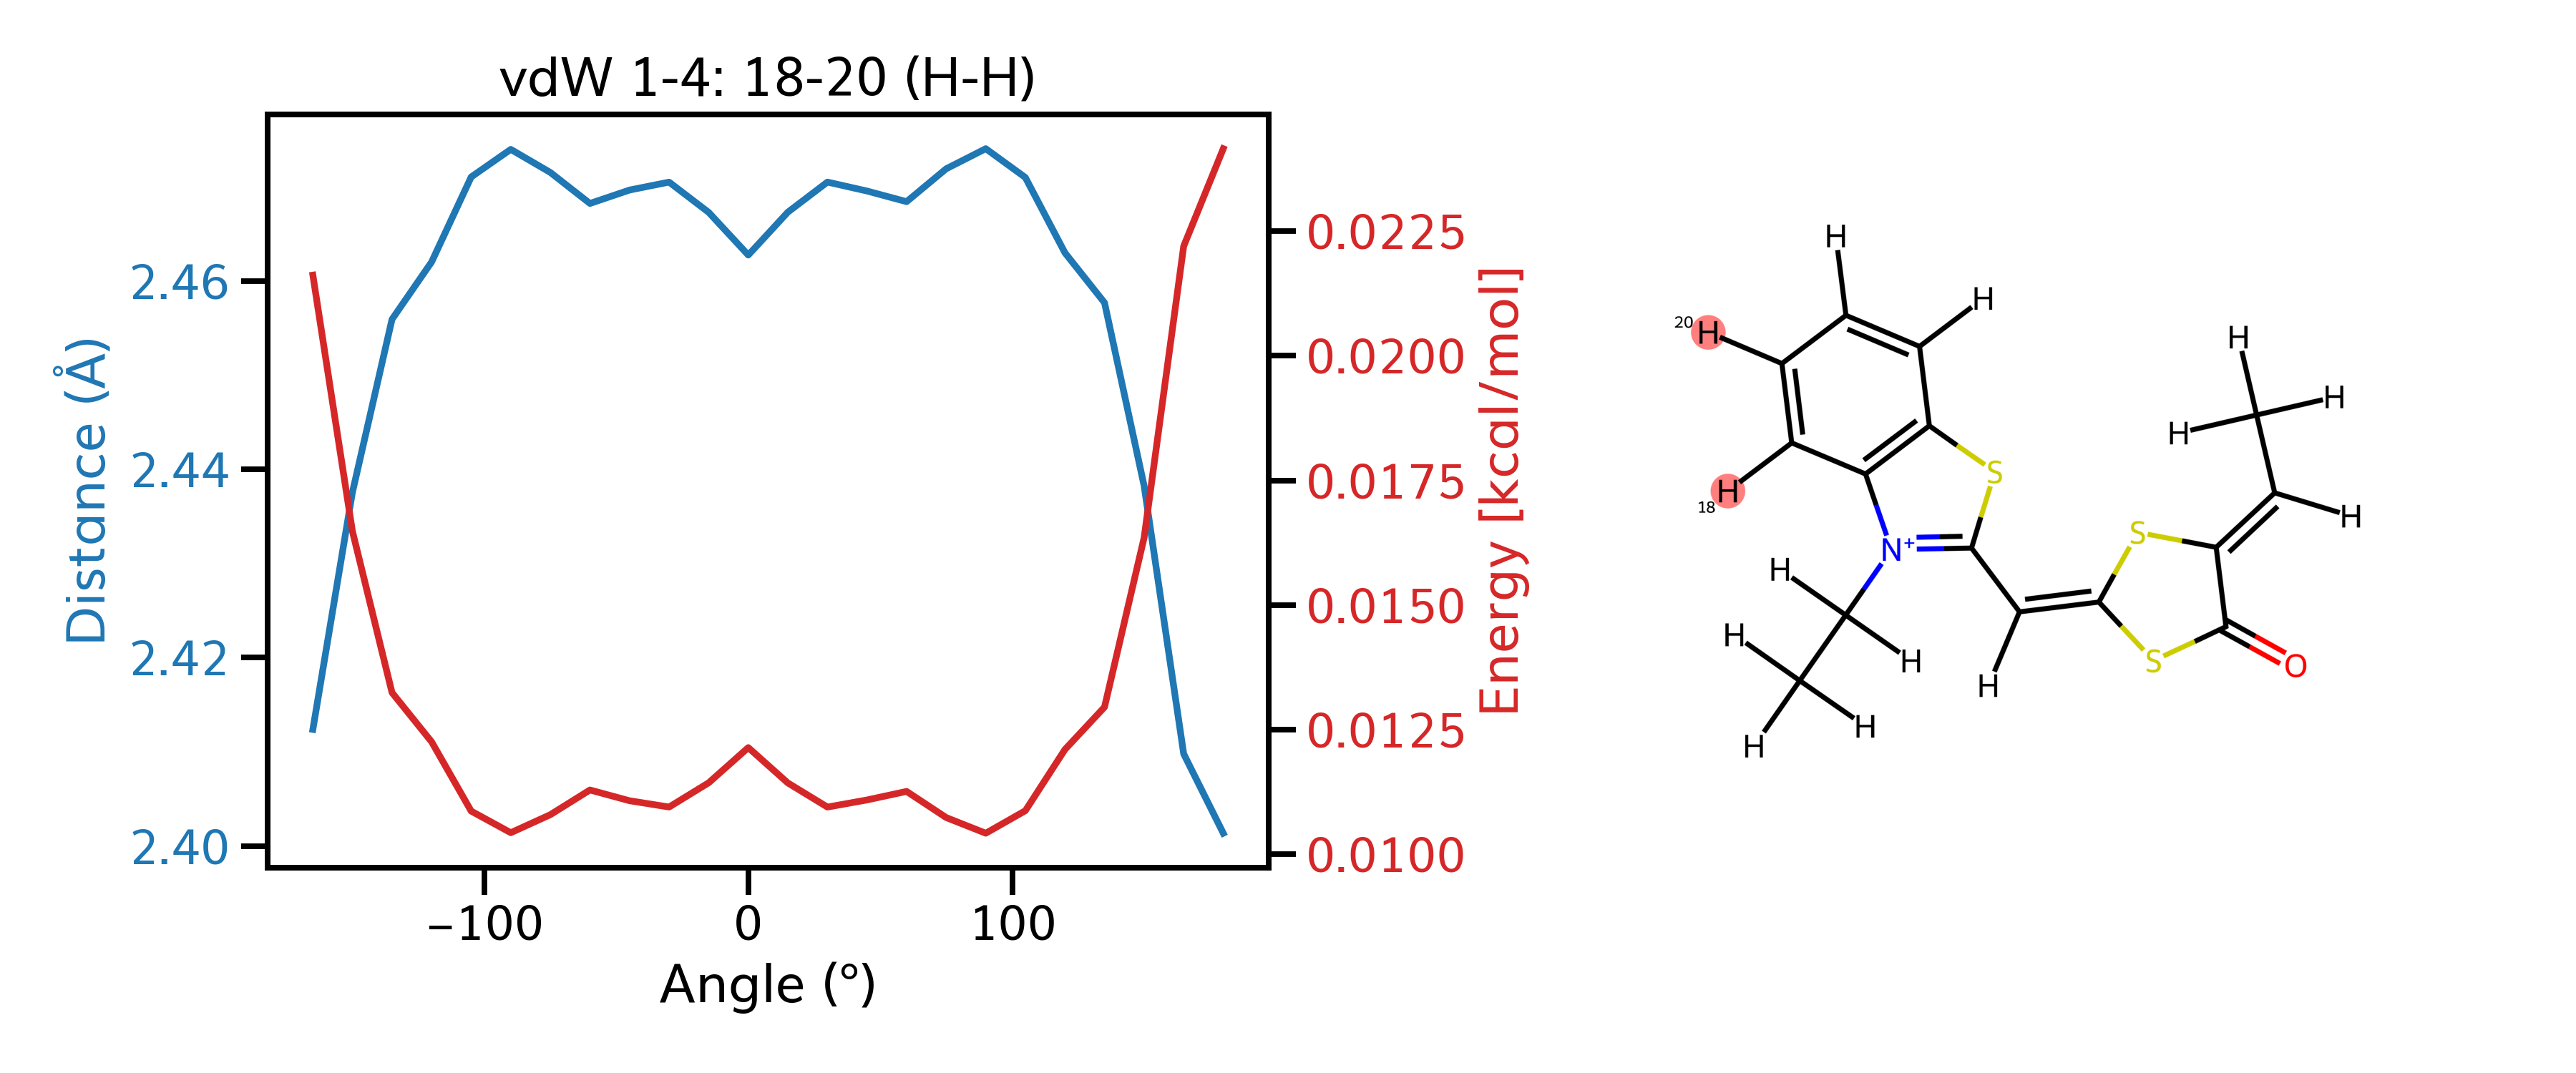 vdW 1-4: 18-20 (H-H)
Distance (Å)
2.46
2.44
2.42
2.40
−100
0
100
Angle (°)
0.0225
0.0200
0.0175
0.0150
0.0125
0.0100
Energy [kcal/mol]
H
H
20
H
H
H
H
H
S
H
18
H
S
N⁺
H
H
H
S
O
H
H
H